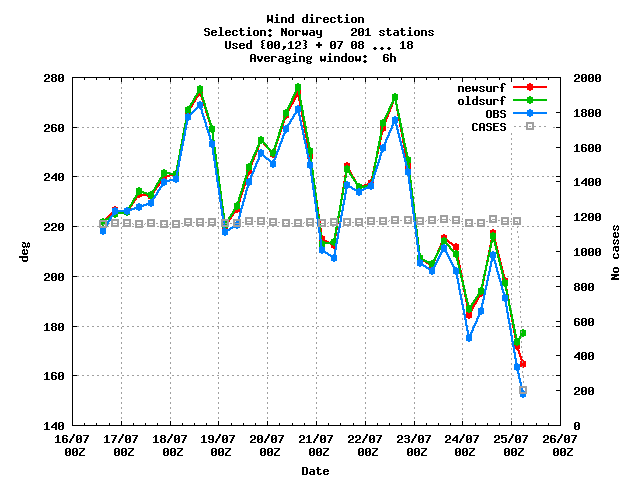 Wind direction
Selection: Norway    201 stations
Used {00,12} + 07 08 ... 18
Averaging window:  6h
newsurf
oldsurf
OBS
CASES
280
260
240
220
200
180
160
140
deg
2000
1800
1600
1400
1200
1000
800
600
400
200
0
No cases
16/07 17/07 18/07 19/07 20/07 21/07 22/07 23/07 24/07 25/07 26/07
00Z 00Z 00Z 00Z 00Z 00Z 00Z 00Z 00Z 00Z 00Z
Date